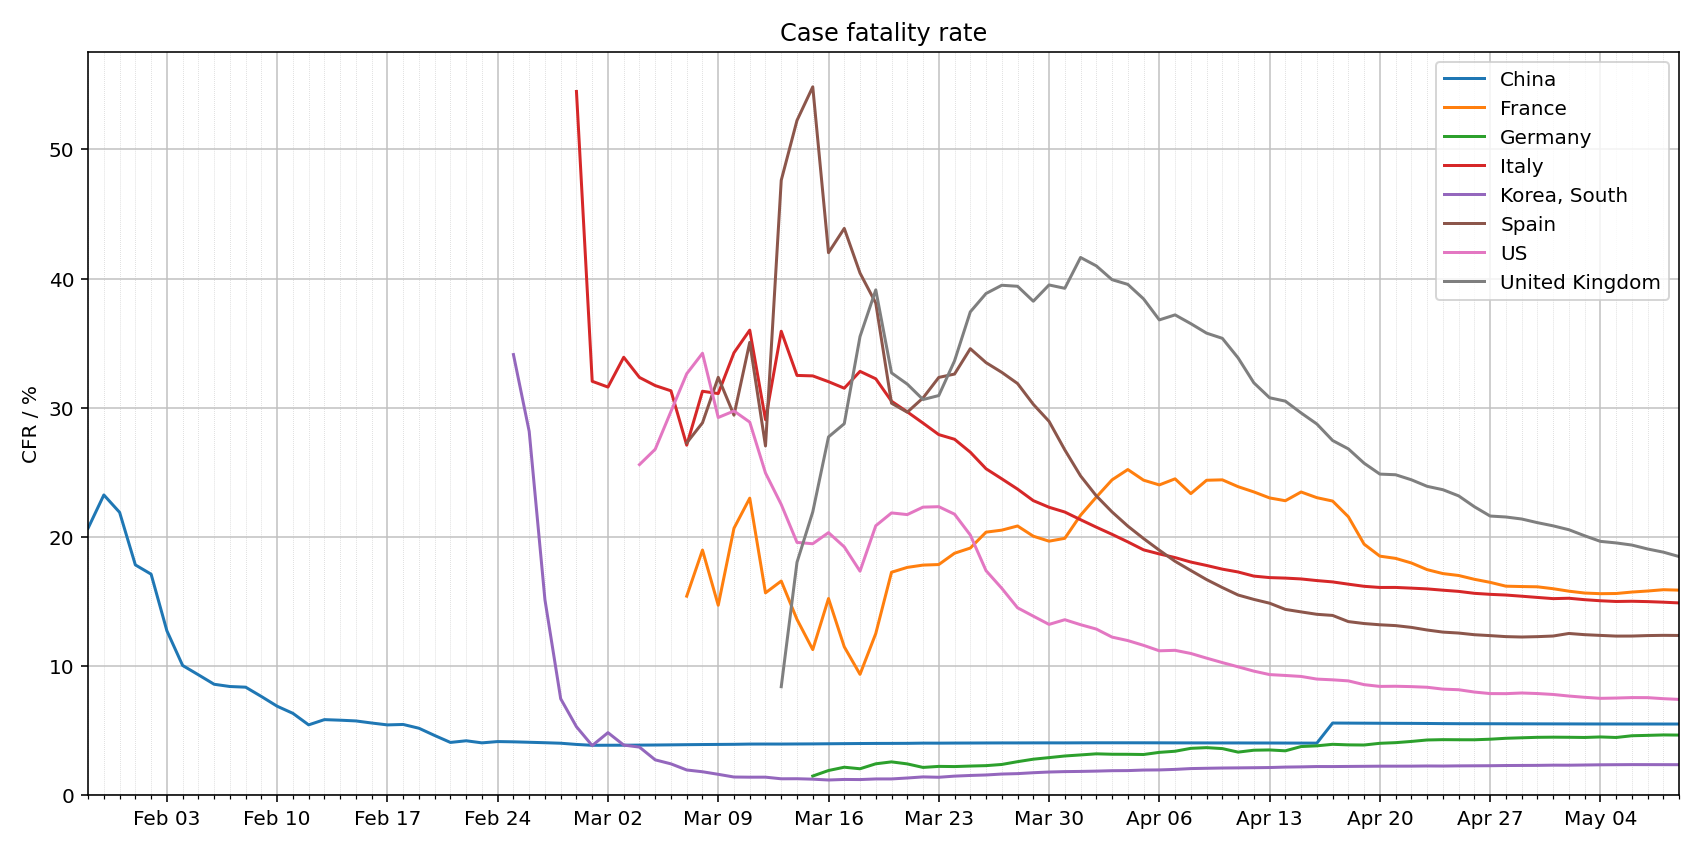 Case fatality rate
CFR / %
50
40
30
20
10
0
Feb 03
Feb 10
Feb 17
Feb 24
Mar 02
Mar 09
Mar 16
Mar 23
Mar 30
Apr 06
Apr 13
Apr 20
Apr 27
May 04
China
France
Germany
Italy
Korea, South
Spain
US
United Kingdom